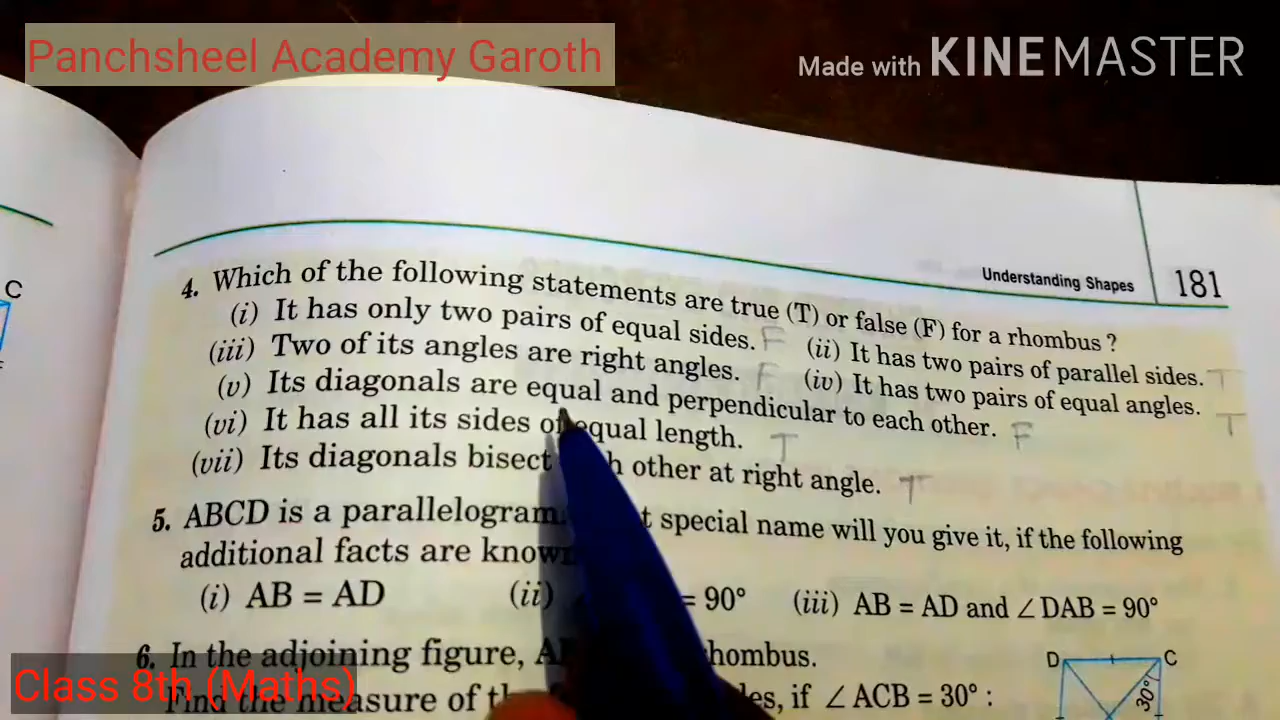 Panchsheel Academy Garoth
Made with KINEMASTER
Understanding Shapes 181
C
4. Which of the following statements are true (T) or false (F) for a rhombus ?
(i) It has only two pairs of equal sides. F (ii) It has two pairs of parallel sides. T
(iii) Two of its angles are right angles. F (iv) It has two pairs of equal angles. T
(v) Its diagonals are equal and perpendicular to each other. F
(vi) It has all its sides of equal length. T
(vii) Its diagonals bisect other at right angle. T
5. ABCD is a parallelogram. special name will you give it, if the following
additional facts are known
(i) AB = AD (ii) = 90° (iii) AB = AD and ∠DAB = 90°
6. In the adjoining figure, hombus.
Find the measure of if ∠ACB = 30° :
D C
30°
Class 8th (Maths)